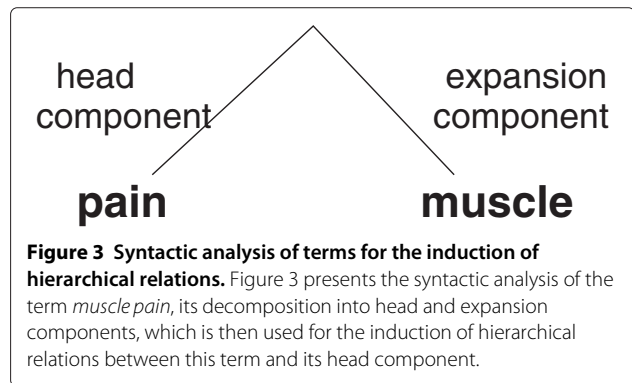 head
component
expansion
component
pain
muscle
Figure 3 Syntactic analysis of terms for the induction of
hierarchical relations. Figure 3 presents the syntactic analysis of the
term muscle pain, its decomposition into head and expansion
components, which is then used for the induction of hierarchical
relations between this term and its head component.